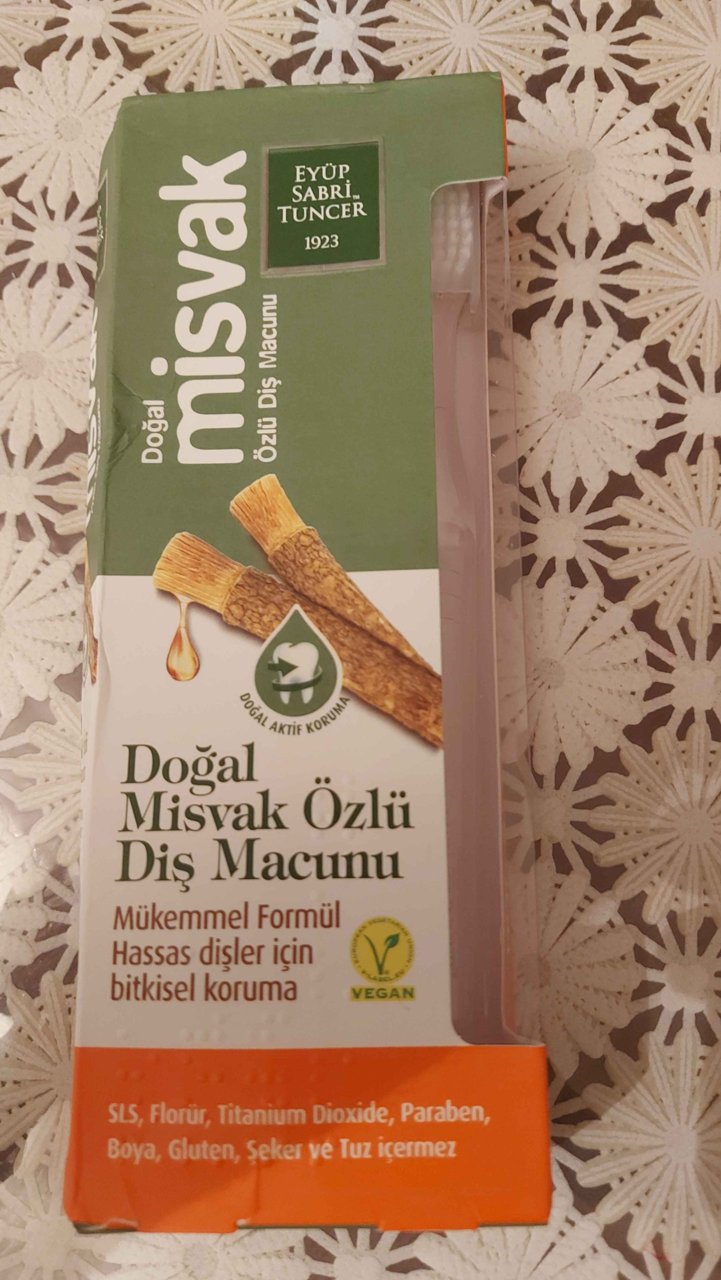 EYÜP
SABRİ™
TUNCER
1923
Doğal
misvak
Özlü Diş Macunu
DOĞAL AKTİF KORUMA
Doğal
Misvak Özlü
Diş Macunu
Mükemmel Formül
Hassas dişler için
bitkisel koruma
VEGAN
SLS, Florür, Titanium Dioxide, Paraben,
Boya, Gluten, Şeker ve Tuz içermez